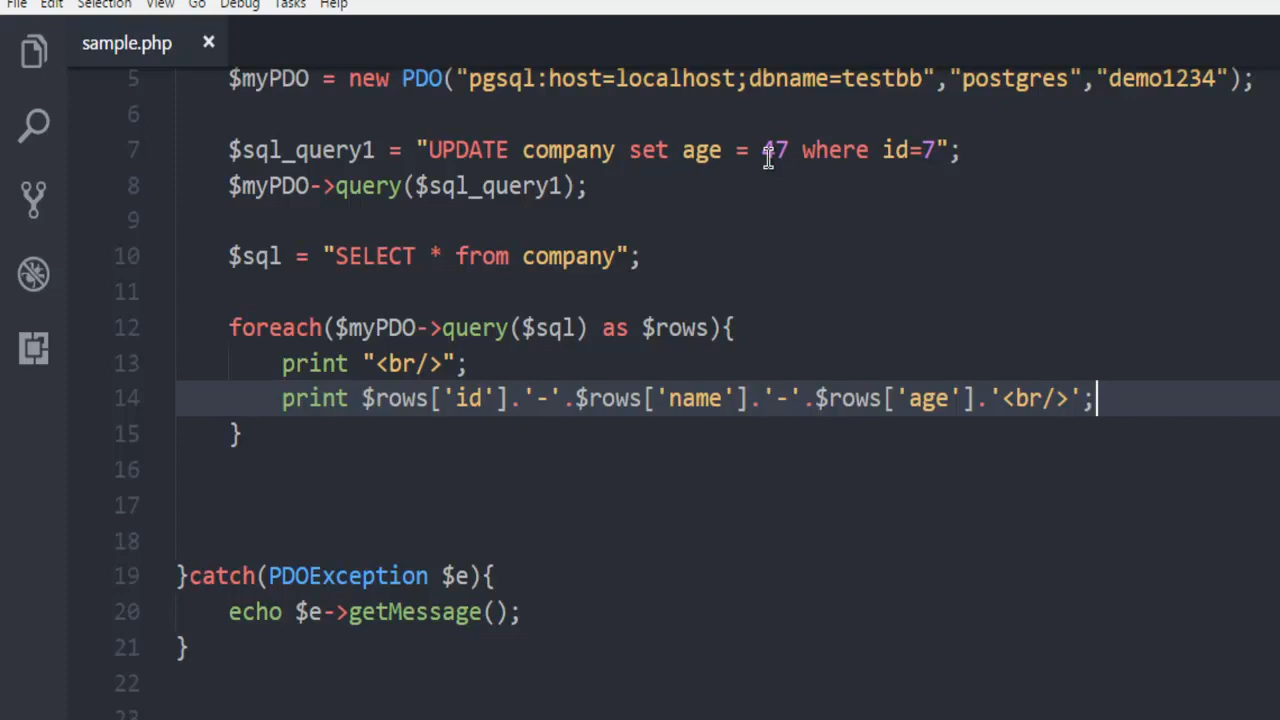 File Edit Selection View Go Debug Tasks Help
sample.php ×
5 $myPDO = new PDO("pgsql:host=localhost;dbname=testbb","postgres","demo1234");
6
7 $sql_query1 = "UPDATE company set age = 47 where id=7";
8 $myPDO->query($sql_query1);
9
10 $sql = "SELECT * from company";
11
12 foreach($myPDO->query($sql) as $rows){
13 print "<br/>";
14 print $rows['id'].'-'.$rows['name'].'-'.$rows['age'].'<br/>';
15 }
16
17
18
19 }catch(PDOException $e){
20 echo $e->getMessage();
21 }
22
23